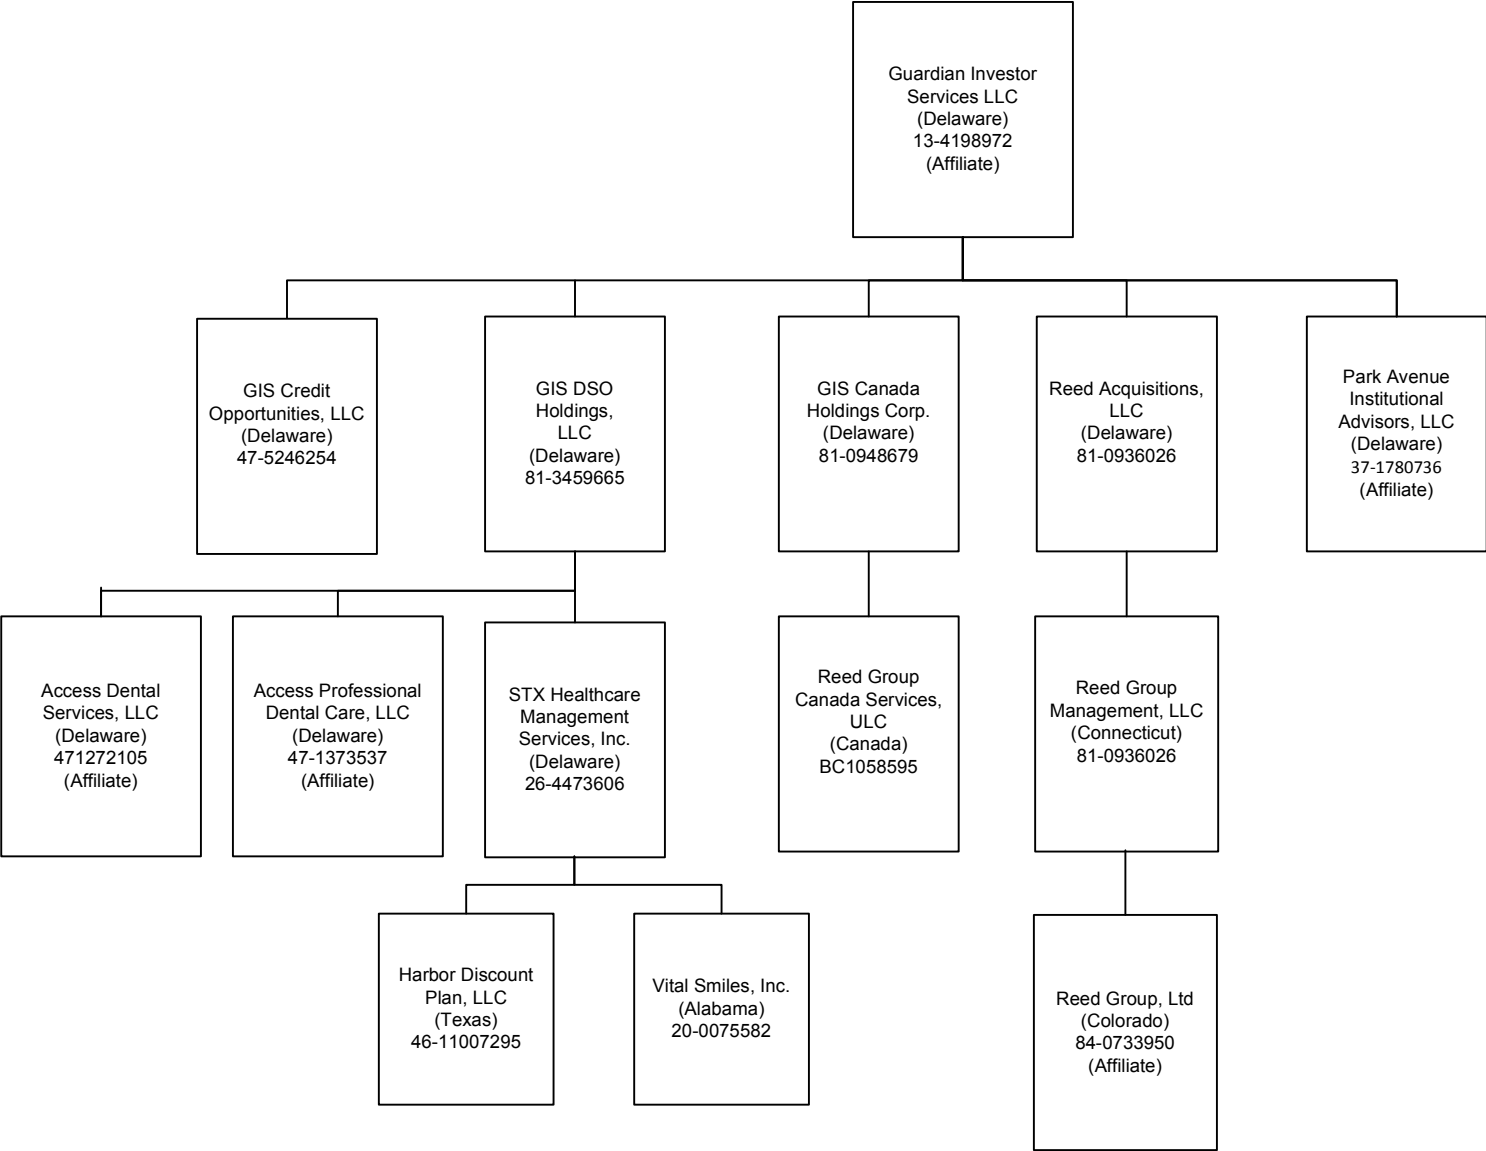 Guardian Investor
Services LLC
(Delaware)
13-4198972
(Affiliate)
GIS Credit
Opportunities, LLC
(Delaware)
47-5246254
GIS DSO
Holdings,
LLC
(Delaware)
81-3459665
GIS Canada
Holdings Corp.
(Delaware)
81-0948679
Reed Acquisitions,
LLC
(Delaware)
81-0936026
Park Avenue
Institutional
Advisors, LLC
(Delaware)
37-1780736
(Affiliate)
Access Dental
Services, LLC
(Delaware)
471272105
(Affiliate)
Access Professional
Dental Care, LLC
(Delaware)
47-1373537
(Affiliate)
STX Healthcare
Management
Services, Inc.
(Delaware)
26-4473606
Reed Group
Canada Services,
ULC
(Canada)
BC1058595
Reed Group
Management, LLC
(Connecticut)
81-0936026
Harbor Discount
Plan, LLC
(Texas)
46-11007295
Vital Smiles, Inc.
(Alabama)
20-0075582
Reed Group, Ltd
(Colorado)
84-0733950
(Affiliate)